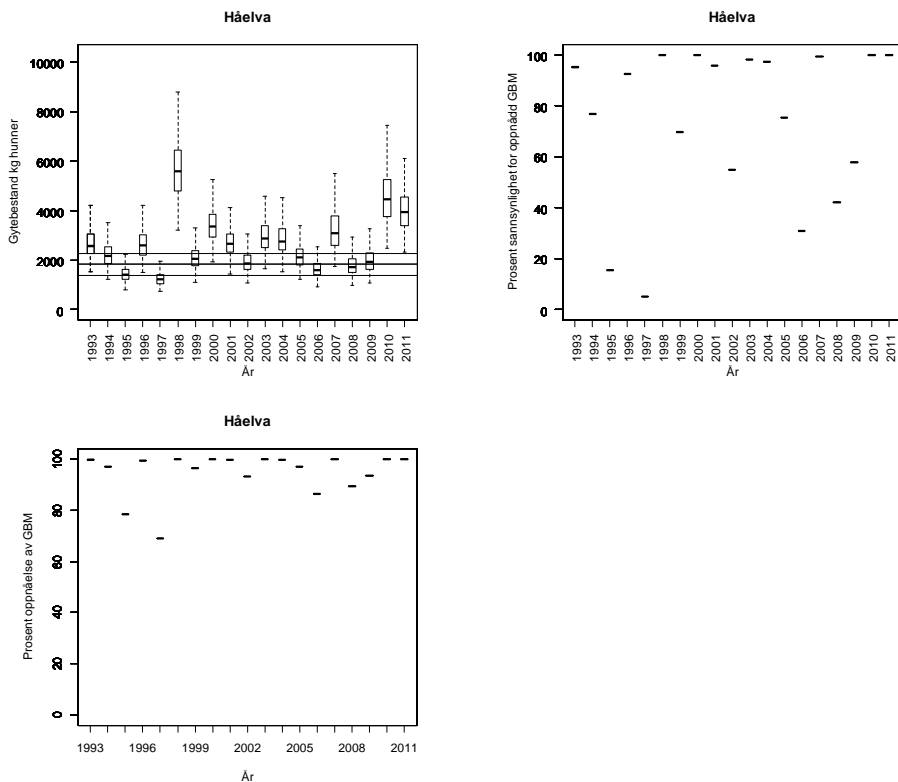 Håelva
Gytebestand kg hunner
10000
8000
6000
4000
2000
0
1993 1994 1995 1996 1997 1998 1999 2000 2001 2002 2003 2004 2005 2006 2007 2008 2009 2010 2011
År
Håelva
Prosent sannsynlighet for oppnådd GBM
100
80
60
40
20
0
1993 1994 1995 1996 1997 1998 1999 2000 2001 2002 2003 2004 2005 2006 2007 2008 2009 2010 2011
År
Håelva
Prosent oppnåelse av GBM
100
80
60
40
20
0
1993 1996 1999 2002 2005 2008 2011
År